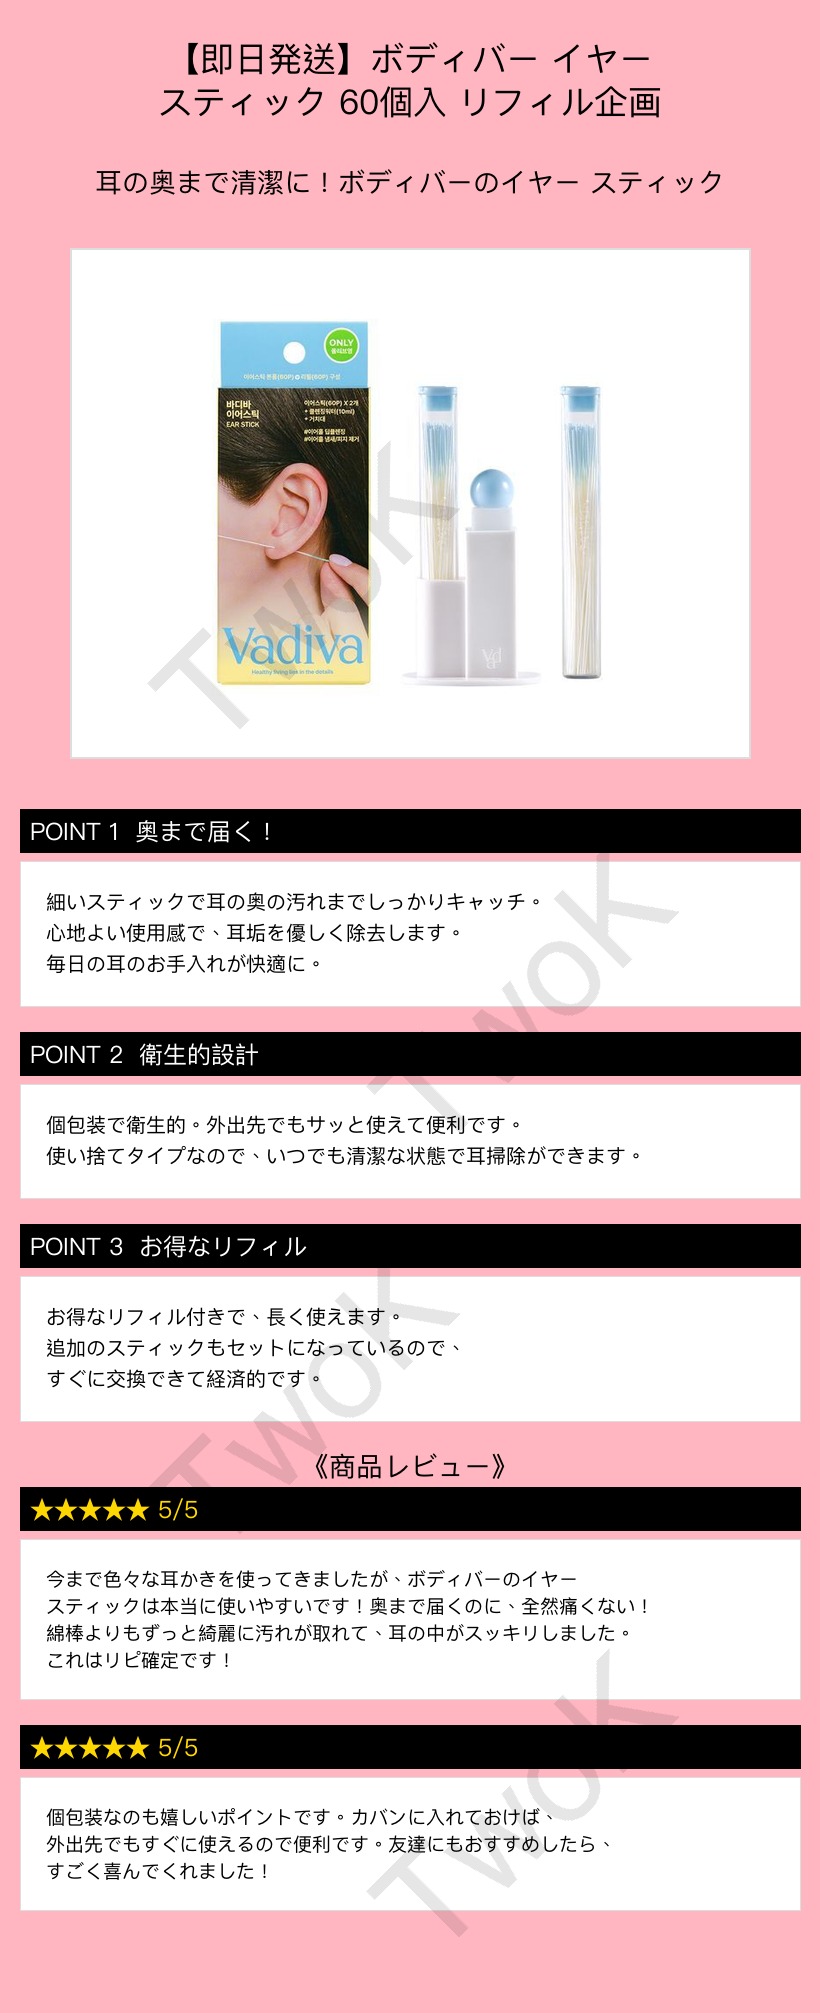 【即日発送】ボディバー イヤー
スティック 60個入 リフィル企画
耳の奥まで清潔に！ボディバーのイヤー スティック
ONLY
올리브영
이어스틱 본품(60P)+리필(60P) 구성
바디바
이어스틱
EAR STICK
이어스틱(60P) X 2개
+ 클렌징워터(10ml)
+ 거치대
#이어홀 딥클렌징
#이어홀 냄새/피지 제거
Vadiva
Healthy living lies in the details
Vd
TwoK
POINT 1 奥まで届く！
細いスティックで耳の奥の汚れまでしっかりキャッチ。
心地よい使用感で、耳垢を優しく除去します。
毎日の耳のお手入れが快適に。
TwoK
POINT 2 衛生的設計
個包装で衛生的。外出先でもサッと使えて便利です。
使い捨てタイプなので、いつでも清潔な状態で耳掃除ができます。
POINT 3 お得なリフィル
お得なリフィル付きで、長く使えます。
追加のスティックもセットになっているので、
すぐに交換できて経済的です。
TwoK
《商品レビュー》
★★★★★ 5/5
今まで色々な耳かきを使ってきましたが、ボディバーのイヤー
スティックは本当に使いやすいです！奥まで届くのに、全然痛くない！
綿棒よりもずっと綺麗に汚れが取れて、耳の中がスッキリしました。
これはリピ確定です！
★★★★★ 5/5
個包装なのも嬉しいポイントです。カバンに入れておけば、
外出先でもすぐに使えるので便利です。友達にもおすすめしたら、
すごく喜んでくれました！
TwoK